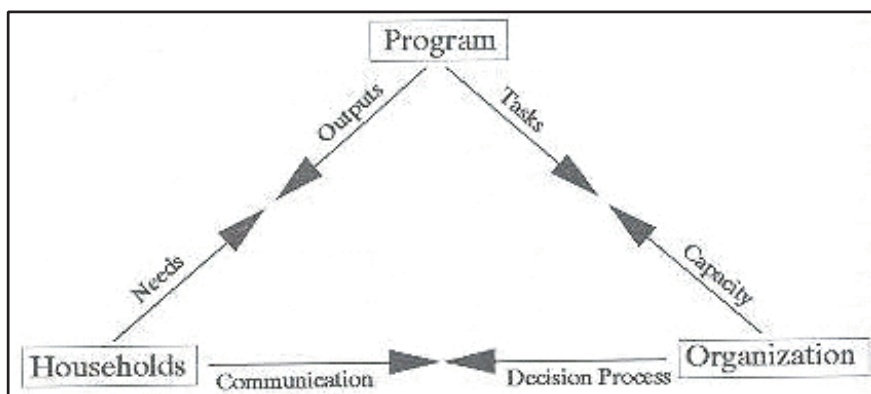 Program
Outputs
Tasks
Needs
Capacity
Households
Organization
Communication
Decision Process